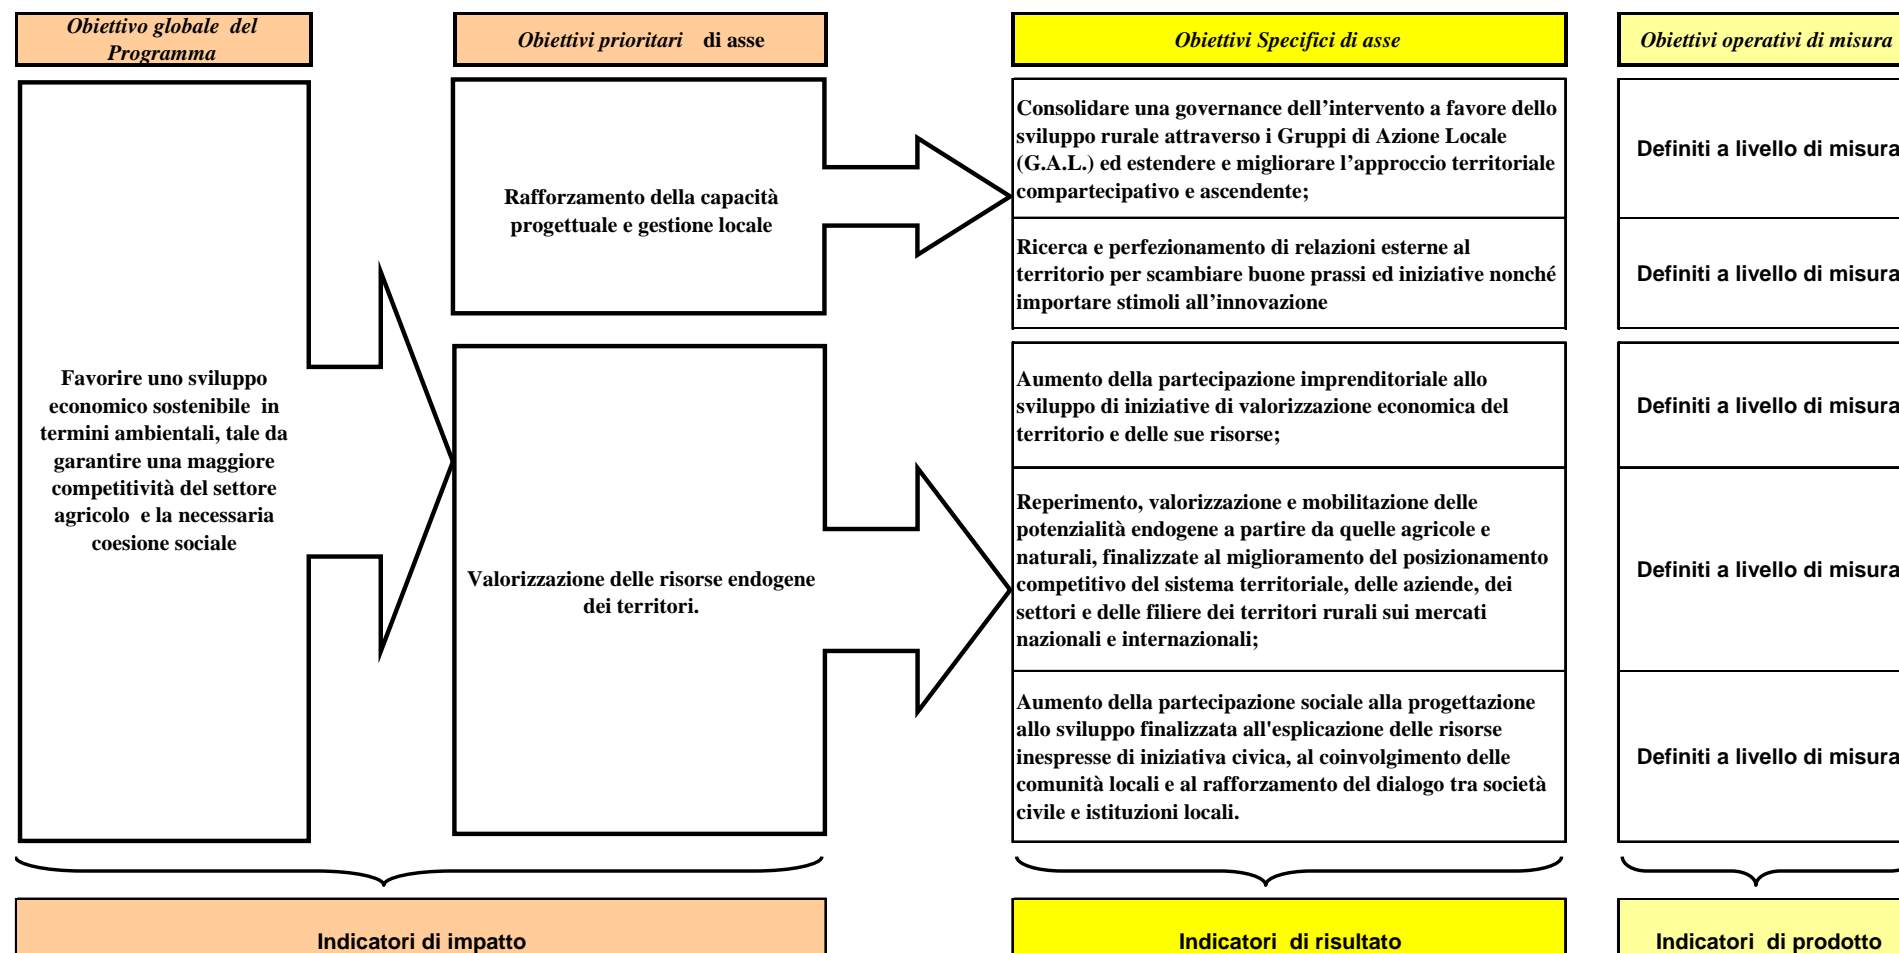 Obiettivo globale del
Programma
Obiettivi prioritari di asse
Obiettivi Specifici di asse
Obiettivi operativi di misura
Favorire uno sviluppo
economico sostenibile in
termini ambientali, tale da
garantire una maggiore
competitività del settore
agricolo e la necessaria
coesione sociale
Rafforzamento della capacità
progettuale e gestione locale
Consolidare una governance dell’intervento a favore dello
sviluppo rurale attraverso i Gruppi di Azione Locale
(G.A.L.) ed estendere e migliorare l’approccio territoriale
compartecipativo e ascendente;
Definiti a livello di misura
Ricerca e perfezionamento di relazioni esterne al
territorio per scambiare buone prassi ed iniziative nonché
importare stimoli all’innovazione
Definiti a livello di misura
Valorizzazione delle risorse endogene
dei territori.
Aumento della partecipazione imprenditoriale allo
sviluppo di iniziative di valorizzazione economica del
territorio e delle sue risorse;
Definiti a livello di misura
Reperimento, valorizzazione e mobilitazione delle
potenzialità endogene a partire da quelle agricole e
naturali, finalizzate al miglioramento del posizionamento
competitivo del sistema territoriale, delle aziende, dei
settori e delle filiere dei territori rurali sui mercati
nazionali e internazionali;
Definiti a livello di misura
Aumento della partecipazione sociale alla progettazione
allo sviluppo finalizzata all'esplicazione delle risorse
inespresse di iniziativa civica, al coinvolgimento delle
comunità locali e al rafforzamento del dialogo tra società
civile e istituzioni locali.
Definiti a livello di misura
Indicatori di impatto
Indicatori di risultato
Indicatori di prodotto